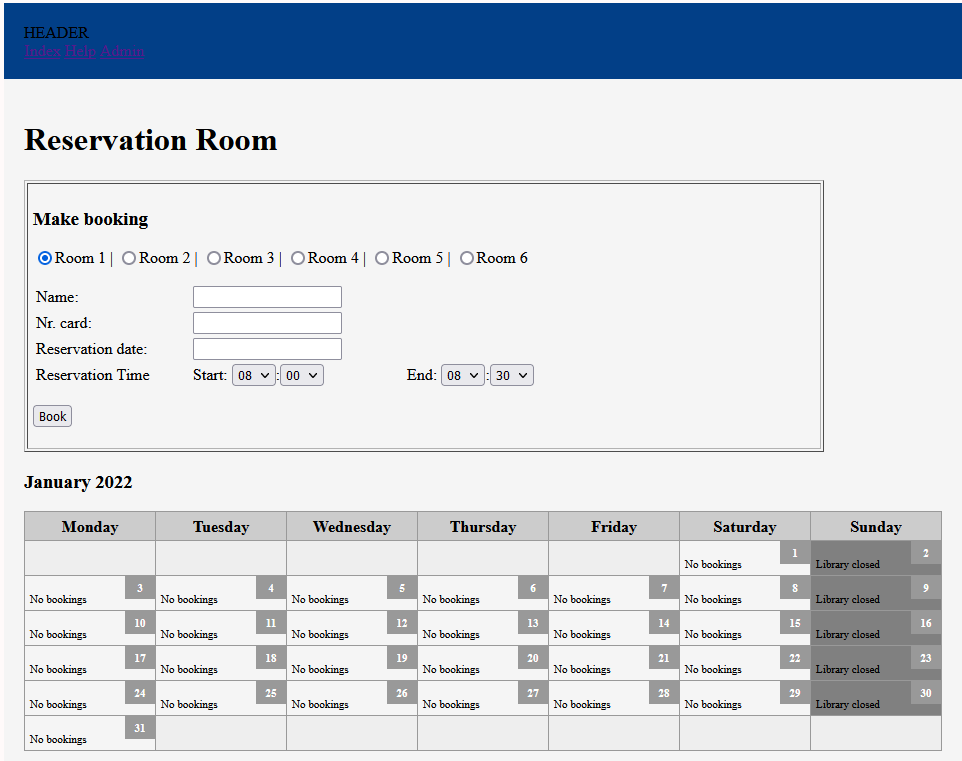 HEADER
Index Help Admin
Reservation Room
Make booking
Room 1 | Room 2 | Room 3 | Room 4 | Room 5 | Room 6
Name:
Nr. card:
Reservation date:
Reservation Time Start: 08 : 00 End: 08 : 30
Book
January 2022
Monday Tuesday Wednesday Thursday Friday Saturday Sunday
1 2
No bookings Library closed
3 4 5 6 7 8 9
No bookings No bookings No bookings No bookings No bookings No bookings Library closed
10 11 12 13 14 15 16
No bookings No bookings No bookings No bookings No bookings No bookings Library closed
17 18 19 20 21 22 23
No bookings No bookings No bookings No bookings No bookings No bookings Library closed
24 25 26 27 28 29 30
No bookings No bookings No bookings No bookings No bookings No bookings Library closed
31
No bookings